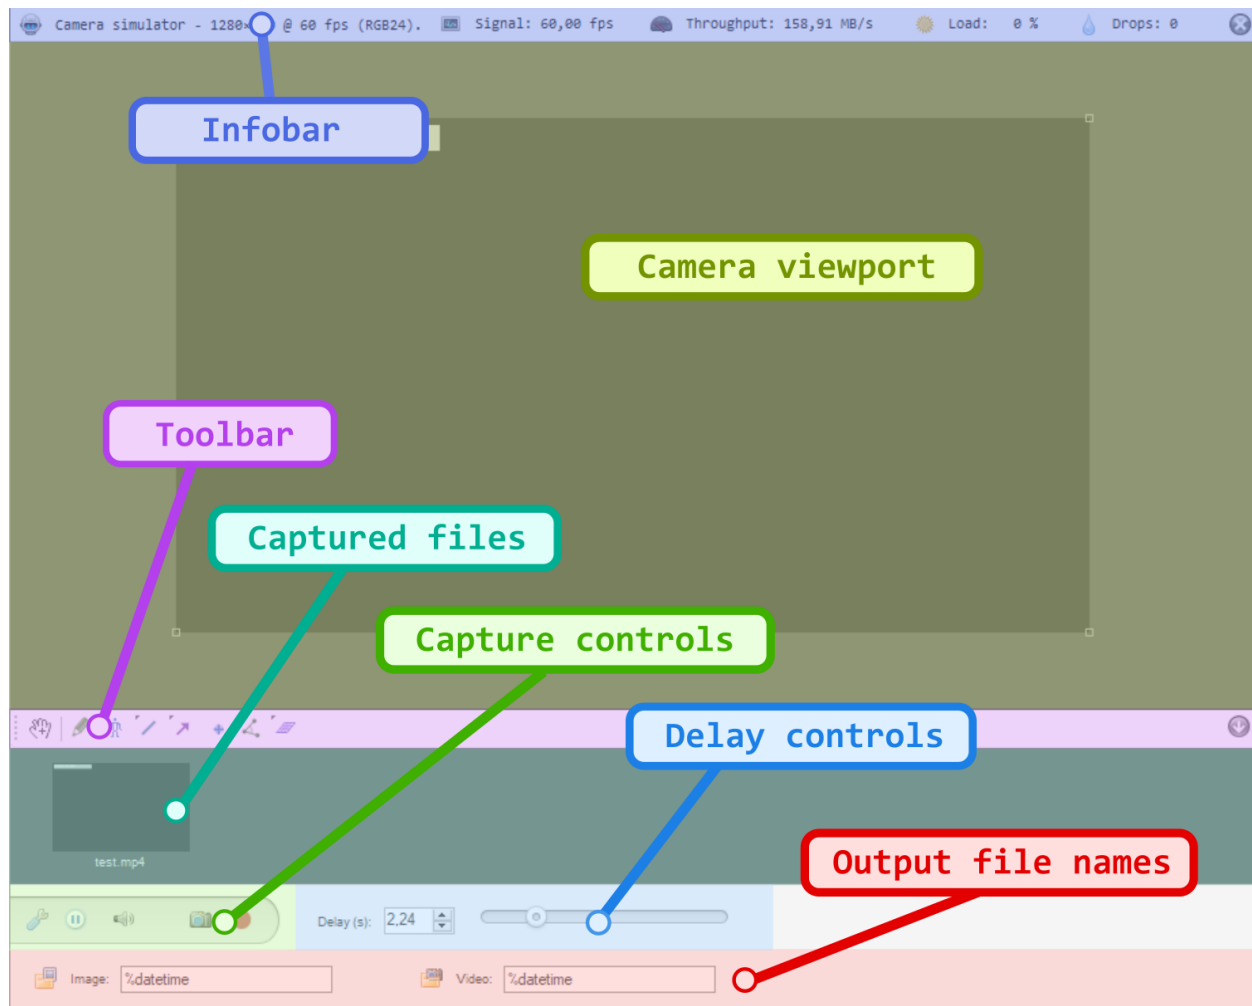 Camera simulator - 1280× @ 60 fps (RGB24). Signal: 60,00 fps Throughput: 158,91 MB/s Load: 0 % Drops: 0
Infobar
Camera viewport
Toolbar
Captured files
Capture controls
Delay controls
test.mp4
Output file names
Delay (s): 2,24
Image: %datetime Video: %datetime